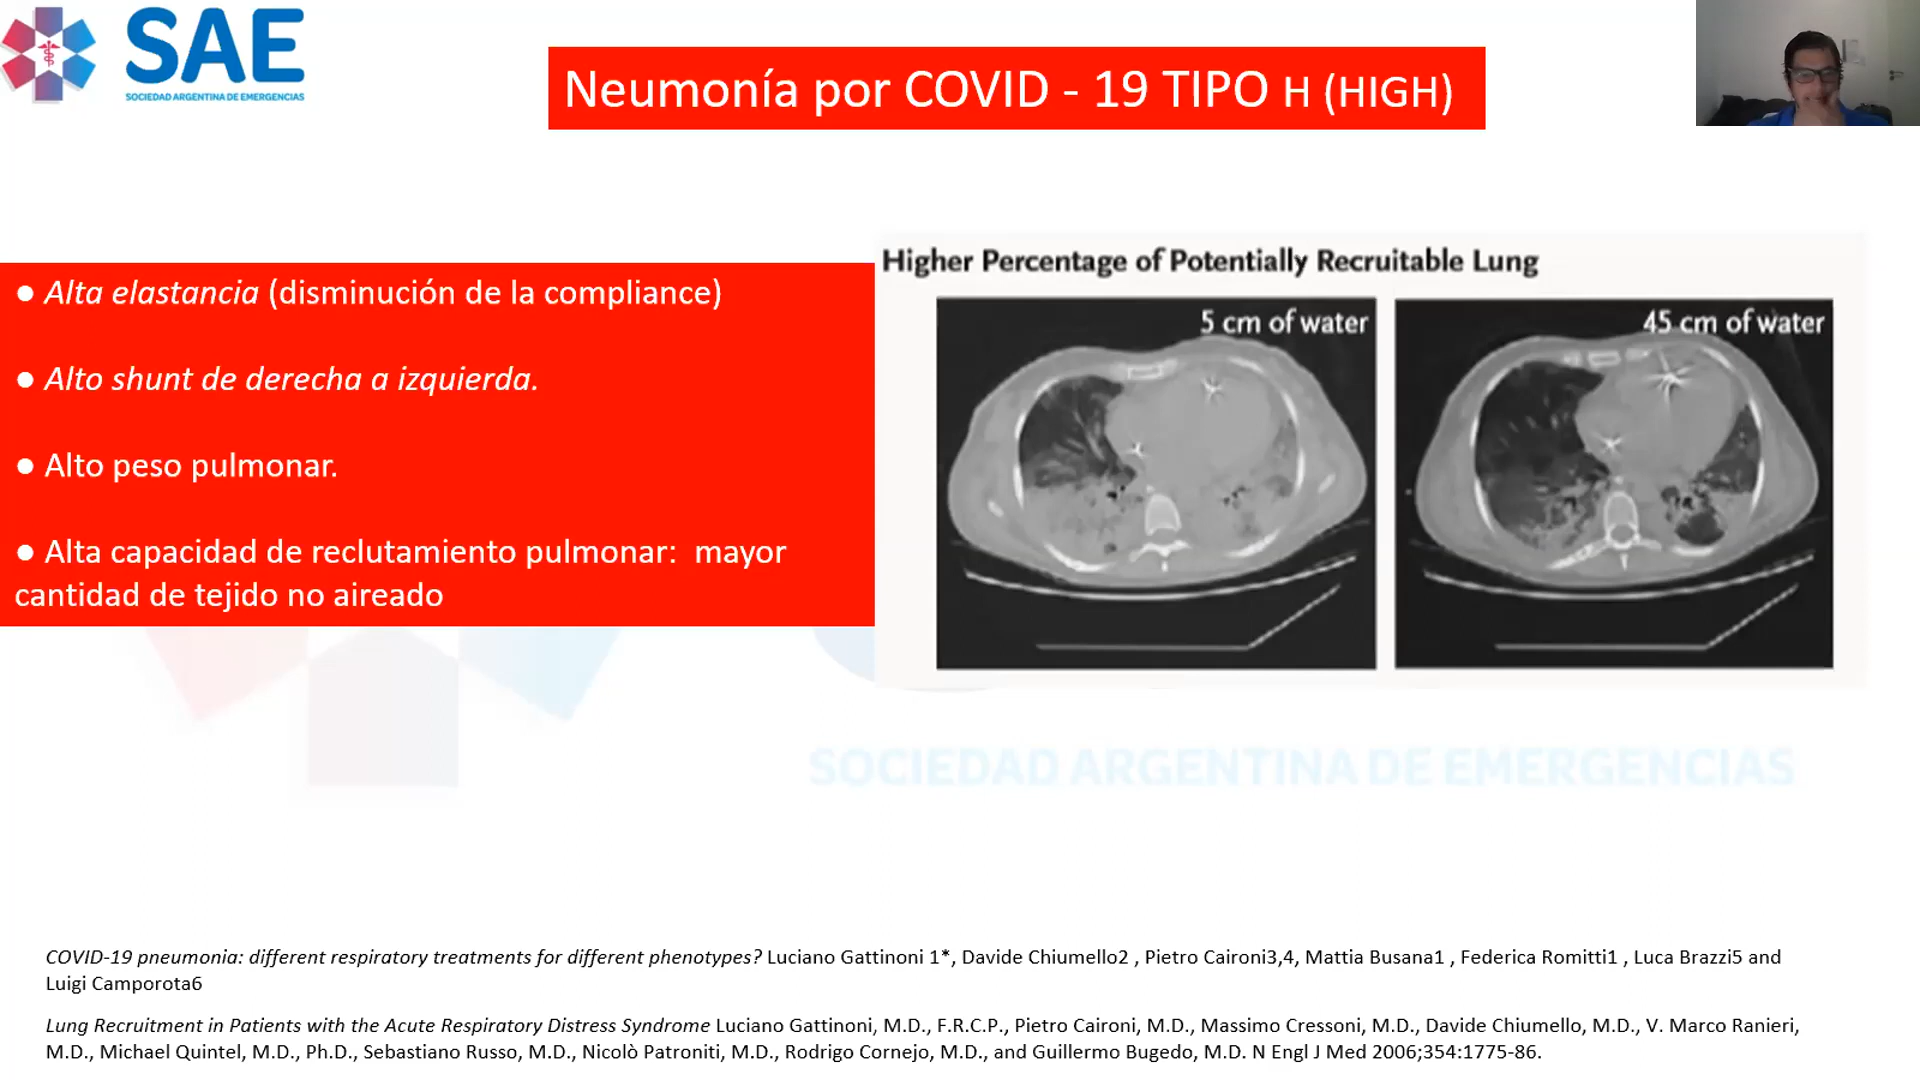 SAE
SOCIEDAD ARGENTINA DE EMERGENCIAS
Neumonía por COVID - 19 TIPO H (HIGH)
● Alta elastancia (disminución de la compliance)
● Alto shunt de derecha a izquierda.
● Alto peso pulmonar.
● Alta capacidad de reclutamiento pulmonar:  mayor
cantidad de tejido no aireado
Higher Percentage of Potentially Recruitable Lung
5 cm of water
45 cm of water
SOCIEDAD ARGENTINA DE EMERGENCIAS
COVID-19 pneumonia: different respiratory treatments for different phenotypes? Luciano Gattinoni 1*, Davide Chiumello2 , Pietro Caironi3,4, Mattia Busana1 , Federica Romitti1 , Luca Brazzi5 and
Luigi Camporota6
Lung Recruitment in Patients with the Acute Respiratory Distress Syndrome Luciano Gattinoni, M.D., F.R.C.P., Pietro Caironi, M.D., Massimo Cressoni, M.D., Davide Chiumello, M.D., V. Marco Ranieri,
M.D., Michael Quintel, M.D., Ph.D., Sebastiano Russo, M.D., Nicolò Patroniti, M.D., Rodrigo Cornejo, M.D., and Guillermo Bugedo, M.D. N Engl J Med 2006;354:1775-86.